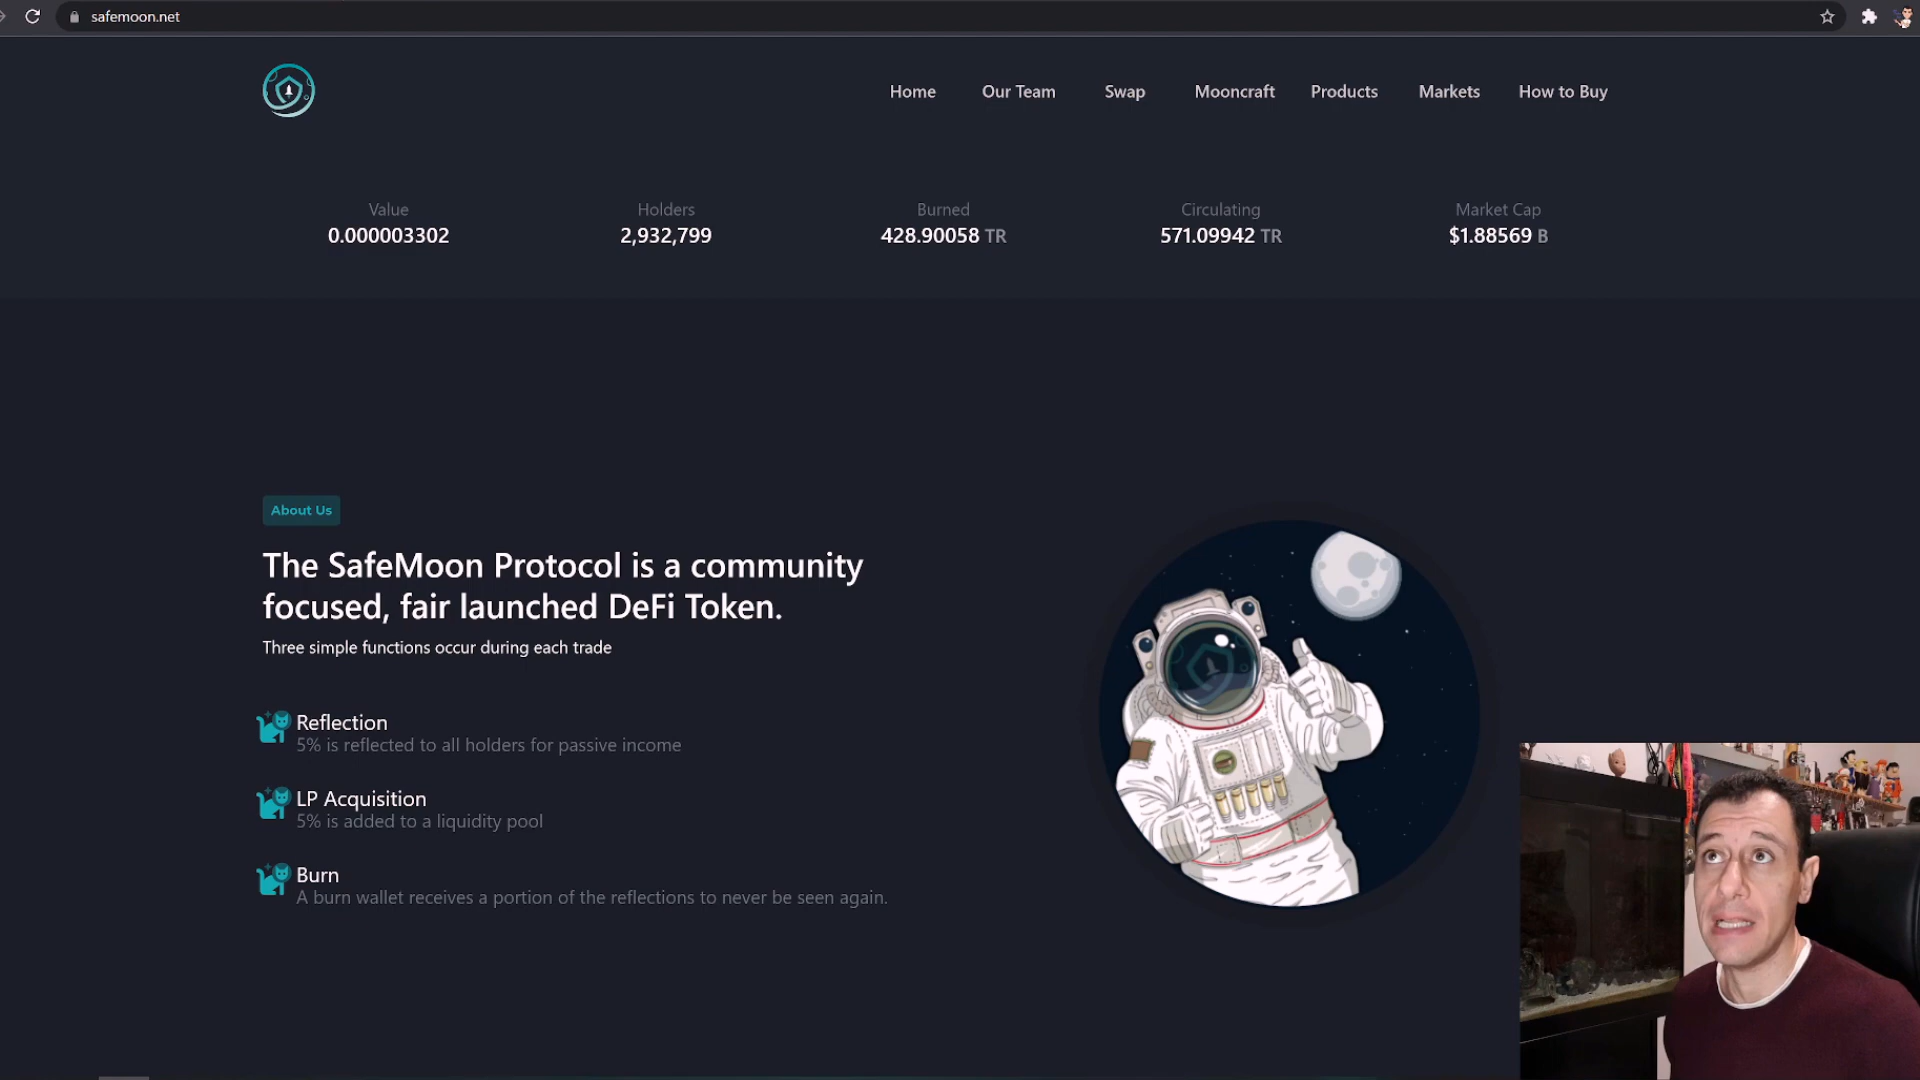 safemoon.net
Home Our Team Swap Mooncraft Products Markets How to Buy
Value Holders Burned Circulating Market Cap
0.000003302 2,932,799 428.90058 TR 571.09942 TR $1.88569 B
About Us
The SafeMoon Protocol is a community
focused, fair launched DeFi Token.
Three simple functions occur during each trade
Reflection
5% is reflected to all holders for passive income
LP Acquisition
5% is added to a liquidity pool
Burn
A burn wallet receives a portion of the reflections to never be seen again.